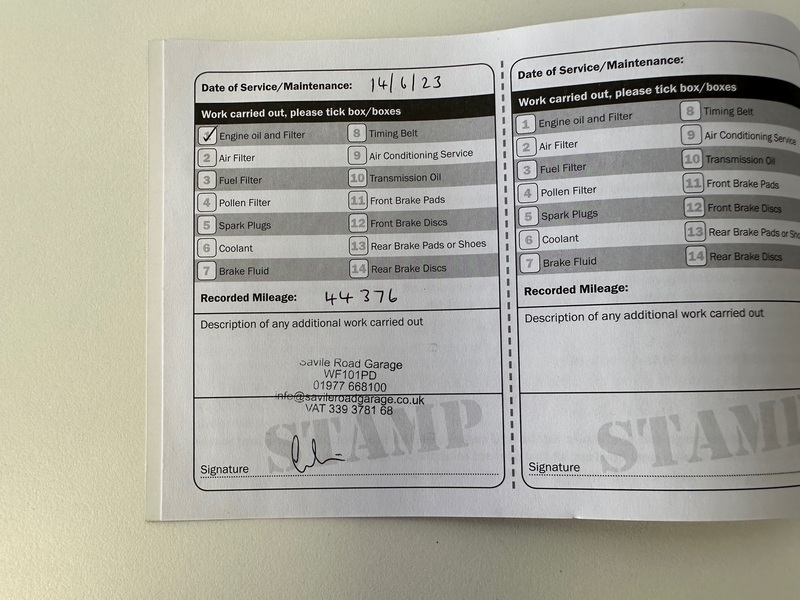 Date of Service/Maintenance: 14/6/23
Work carried out, please tick box/boxes
1 Engine oil and Filter 8 Timing Belt
2 Air Filter 9 Air Conditioning Service
3 Fuel Filter 10 Transmission Oil
4 Pollen Filter 11 Front Brake Pads
5 Spark Plugs 12 Front Brake Discs
6 Coolant 13 Rear Brake Pads or Shoes
7 Brake Fluid 14 Rear Brake Discs
Recorded Mileage: 44376
Description of any additional work carried out
Savile Road Garage
WF101PD
01977 668100
info@savileroadgarage.co.uk
VAT 339 3781 68
STAMP
Signature
Date of Service/Maintenance:
Work carried out, please tick box/boxes
1 Engine oil and Filter 8 Timing Belt
2 Air Filter 9 Air Conditioning Service
3 Fuel Filter 10 Transmission Oil
4 Pollen Filter 11 Front Brake Pads
5 Spark Plugs 12 Front Brake Discs
6 Coolant 13 Rear Brake Pads or Sho
7 Brake Fluid 14 Rear Brake Discs
Recorded Mileage:
Description of any additional work carried out
STAM
Signature